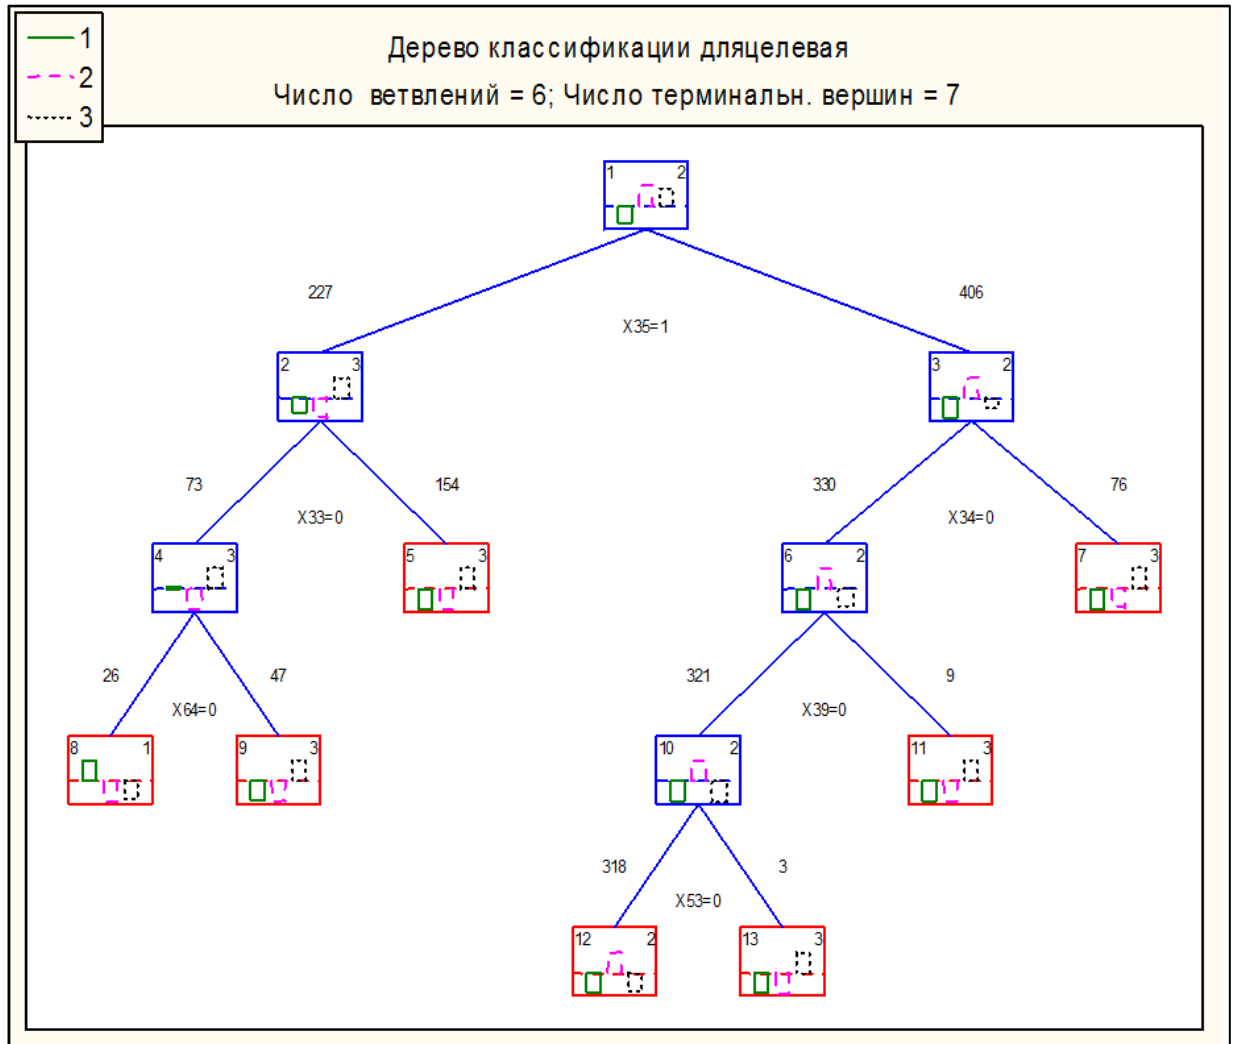 1
2
3
Дерево классификации дляцелевая
Число ветвлений = 6; Число терминальн. вершин = 7
1 2
227 406
X35=1
2 3 3 2
73 154 330 76
X33=0 X34=0
4 3 5 3 6 2 7 3
26 47 321 9
X64=0 X39=0
8 1 9 3 10 2 11 3
318 3
X53=0
12 2 13 3